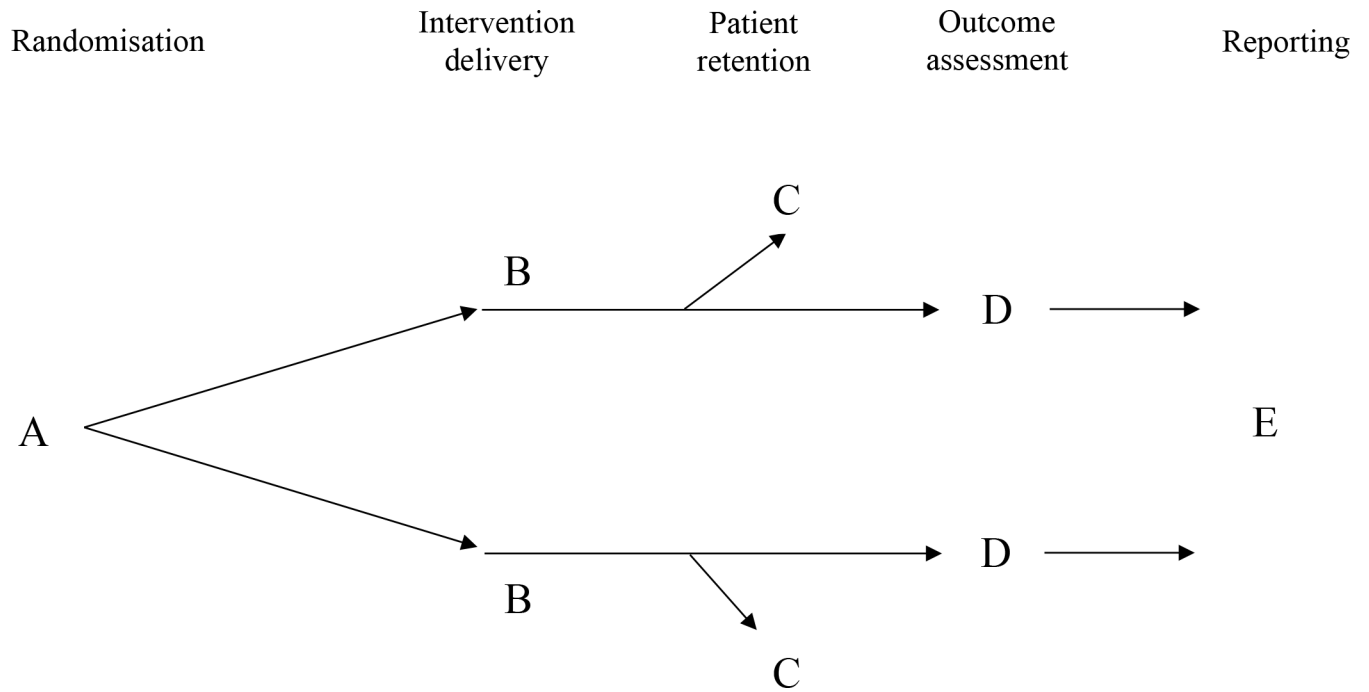 Randomisation
Intervention
delivery
Patient
retention
Outcome
assessment
Reporting
C
B
D
A
E
D
B
C